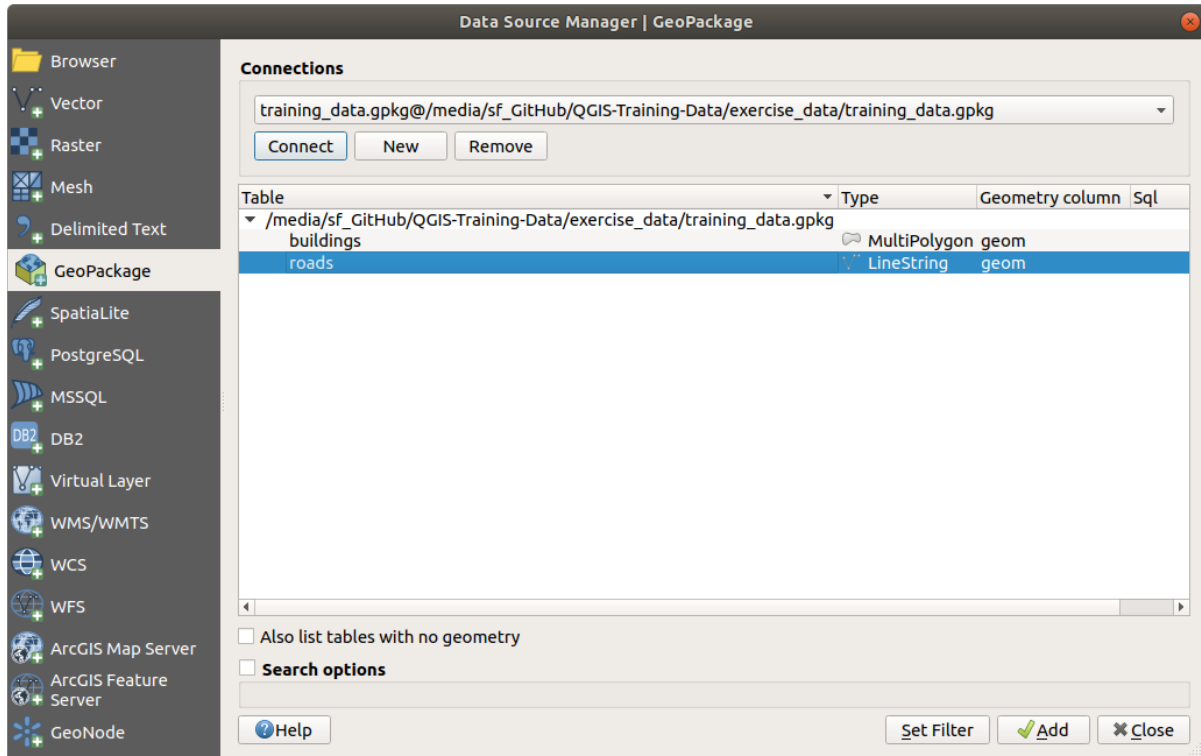 Data Source Manager | GeoPackage
Browser
Vector
Raster
Mesh
Delimited Text
GeoPackage
SpatiaLite
PostgreSQL
MSSQL
DB2 DB2
Virtual Layer
WMS/WMTS
WCS
WFS
ArcGIS Map Server
ArcGIS Feature
Server
GeoNode
Connections
training_data.gpkg@/media/sf_GitHub/QGIS-Training-Data/exercise_data/training_data.gpkg
Connect New Remove
Table Type Geometry column Sql
/media/sf_GitHub/QGIS-Training-Data/exercise_data/training_data.gpkg
buildings MultiPolygon geom
roads LineString geom
Also list tables with no geometry
Search options
?Help Set Filter Add Close